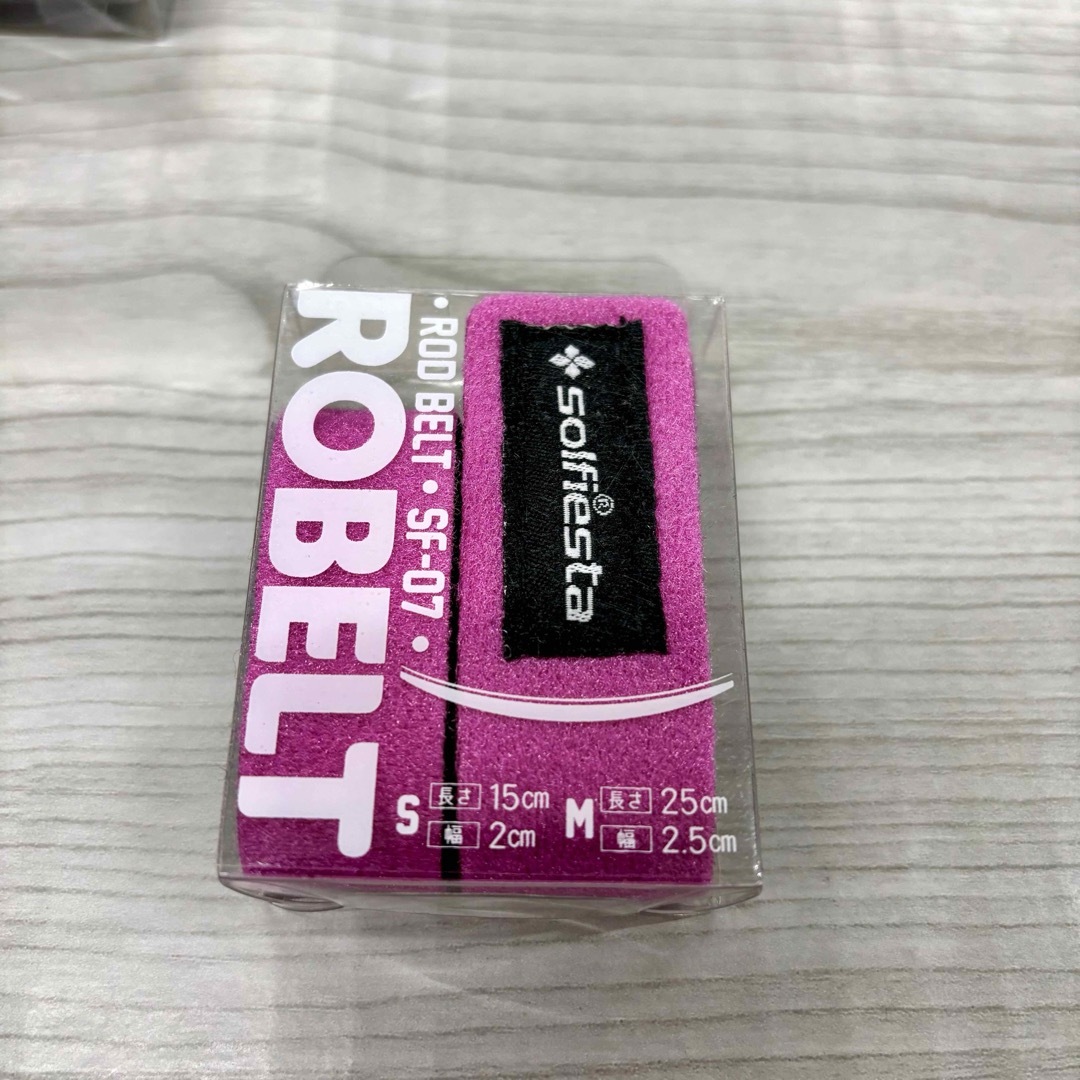 ROBELT
• ROD BELT • SF-07 •
solfiesta®
S 長さ 15cm
幅 2cm
M 長さ 25cm
幅 2.5cm